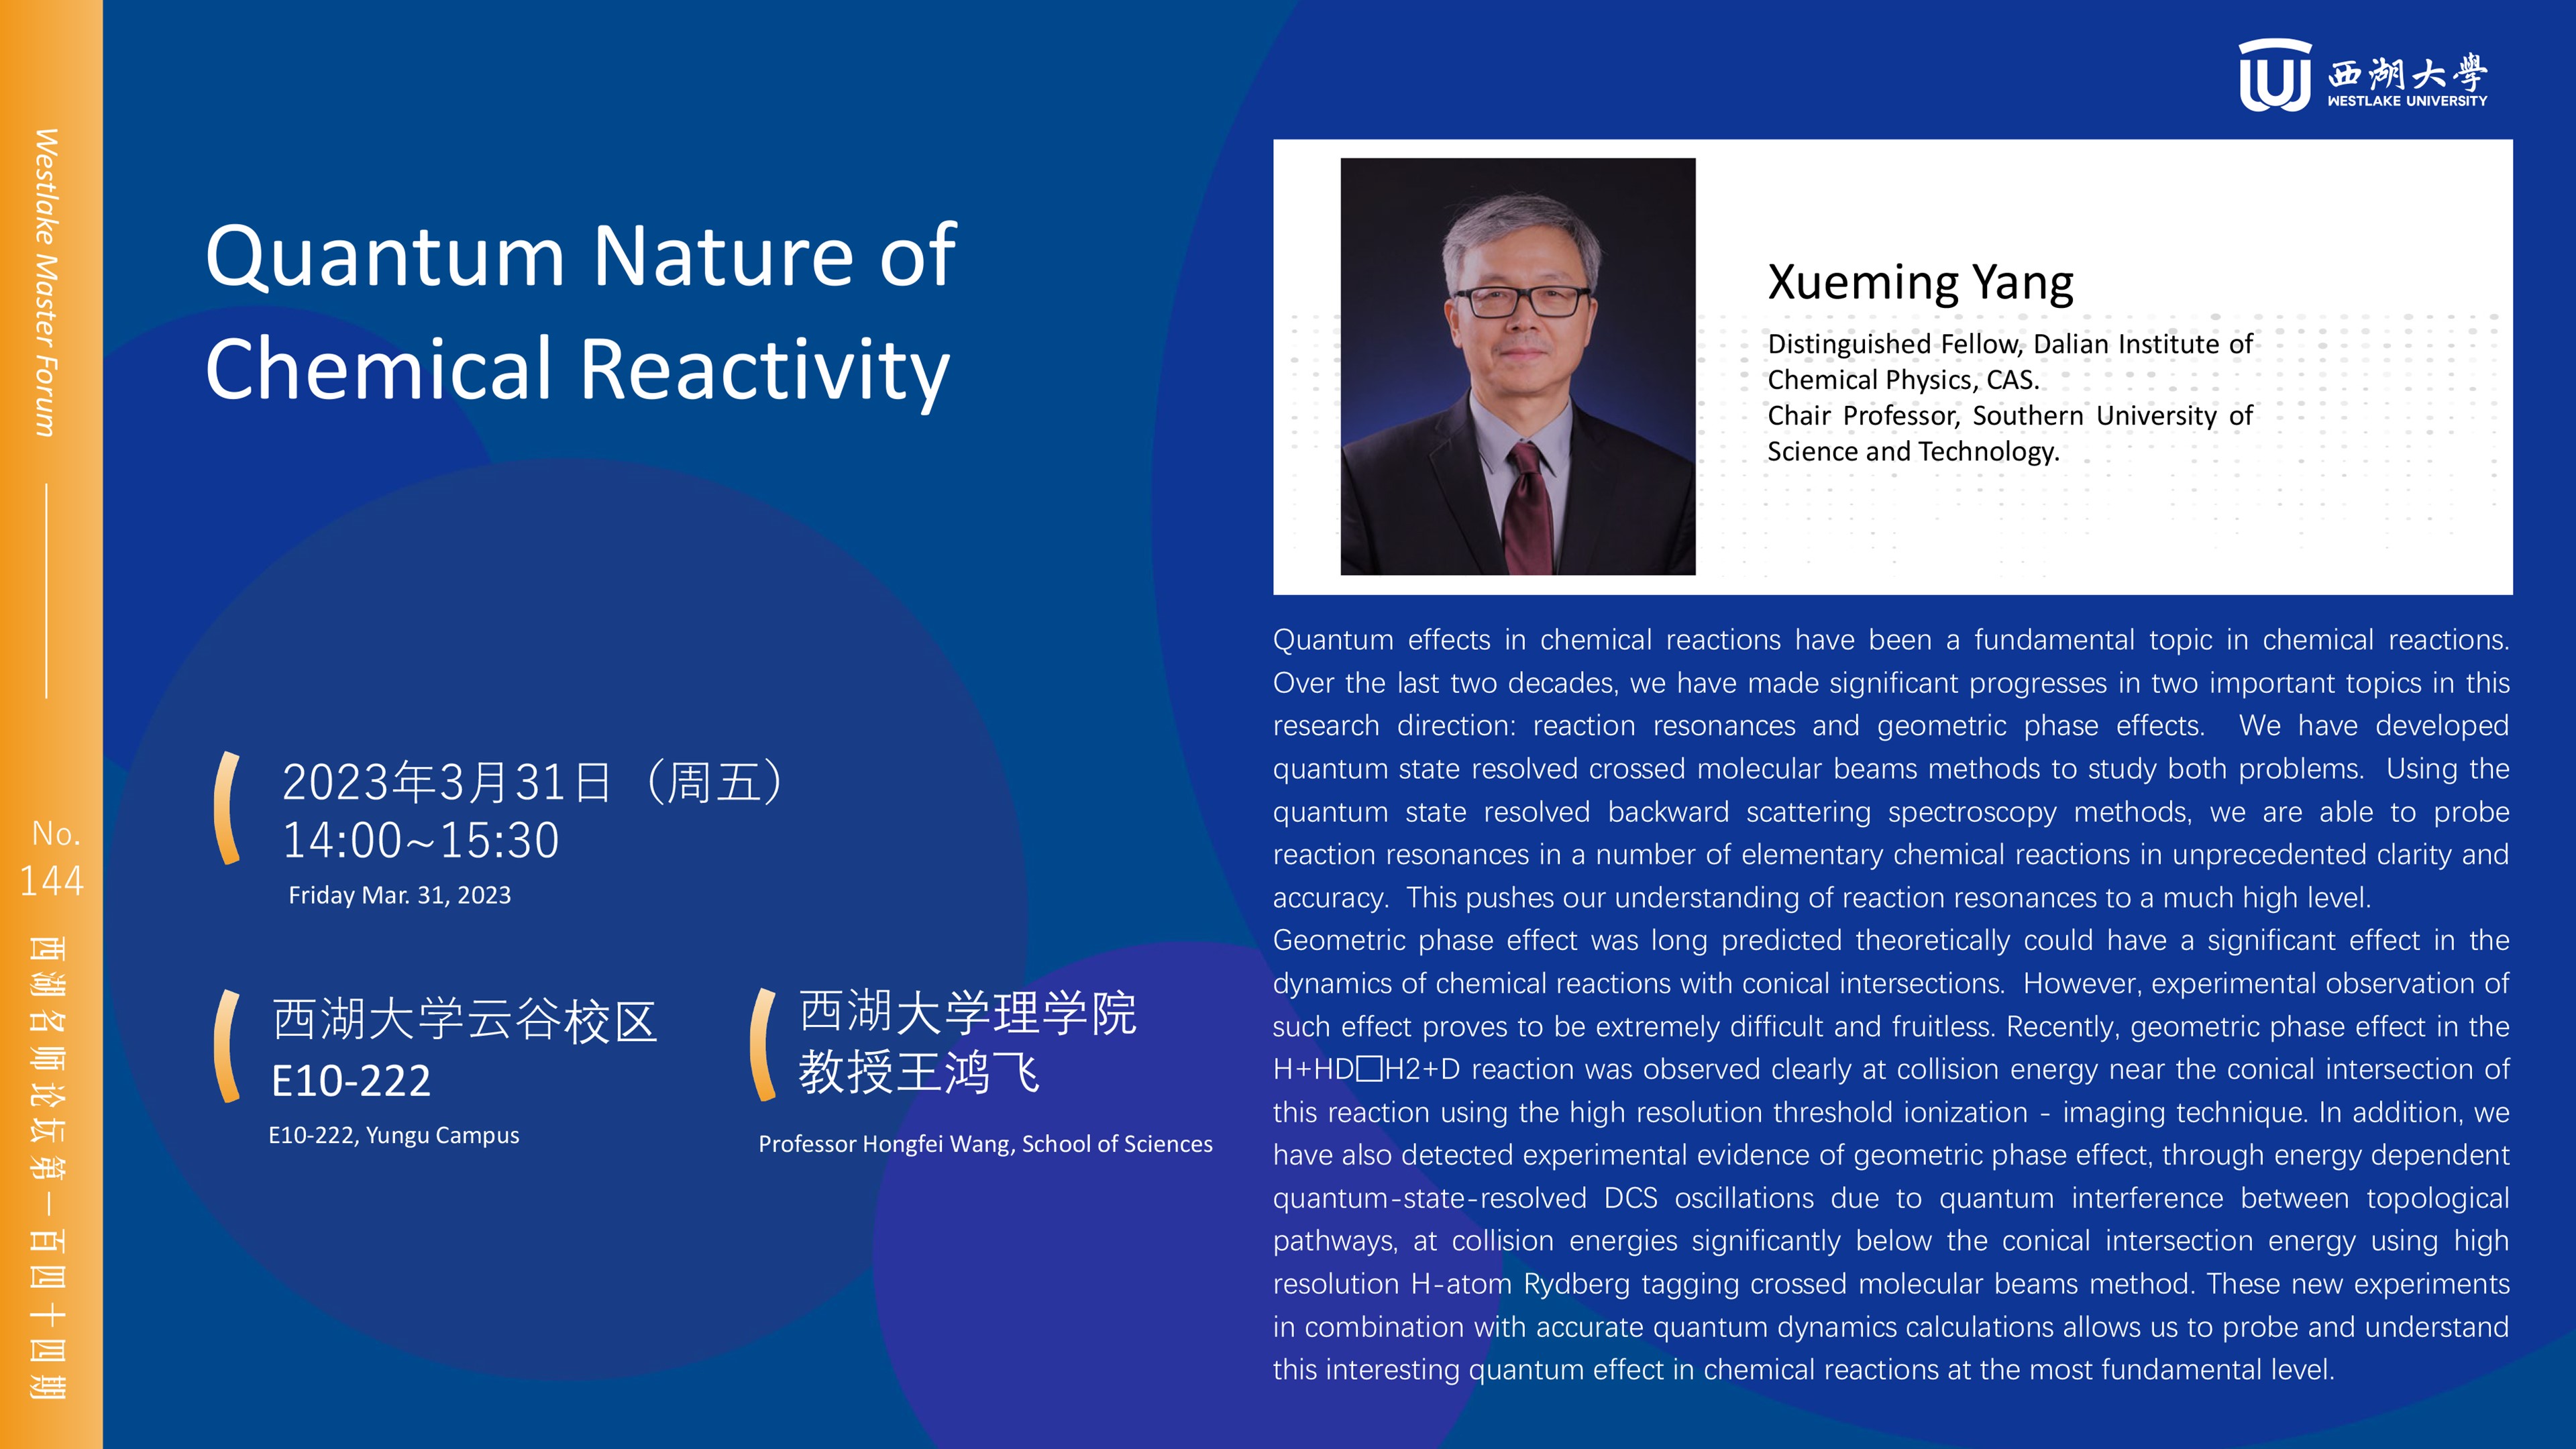 Westlake Master Forum
No.
144
西湖名师论坛第一百四十四期
Quantum Nature of
Chemical Reactivity
2023年3月31日（周五）
14:00~15:30
Friday Mar. 31, 2023
西湖大学云谷校区
E10-222
E10-222, Yungu Campus
西湖大学理学院
教授王鸿飞
Professor Hongfei Wang, School of Sciences
西湖大學
WESTLAKE UNIVERSITY
Xueming Yang
Distinguished Fellow, Dalian Institute of
Chemical Physics, CAS.
Chair Professor, Southern University of
Science and Technology.
Quantum effects in chemical reactions have been a fundamental topic in chemical reactions.
Over the last two decades, we have made significant progresses in two important topics in this
research direction: reaction resonances and geometric phase effects.  We have developed
quantum state resolved crossed molecular beams methods to study both problems.  Using the
quantum state resolved backward scattering spectroscopy methods, we are able to probe
reaction resonances in a number of elementary chemical reactions in unprecedented clarity and
accuracy.  This pushes our understanding of reaction resonances to a much high level.
Geometric phase effect was long predicted theoretically could have a significant effect in the
dynamics of chemical reactions with conical intersections.  However, experimental observation of
such effect proves to be extremely difficult and fruitless. Recently, geometric phase effect in the
H+HD□H2+D reaction was observed clearly at collision energy near the conical intersection of
this reaction using the high resolution threshold ionization - imaging technique. In addition, we
have also detected experimental evidence of geometric phase effect, through energy dependent
quantum-state-resolved DCS oscillations due to quantum interference between topological
pathways, at collision energies significantly below the conical intersection energy using high
resolution H-atom Rydberg tagging crossed molecular beams method. These new experiments
in combination with accurate quantum dynamics calculations allows us to probe and understand
this interesting quantum effect in chemical reactions at the most fundamental level.